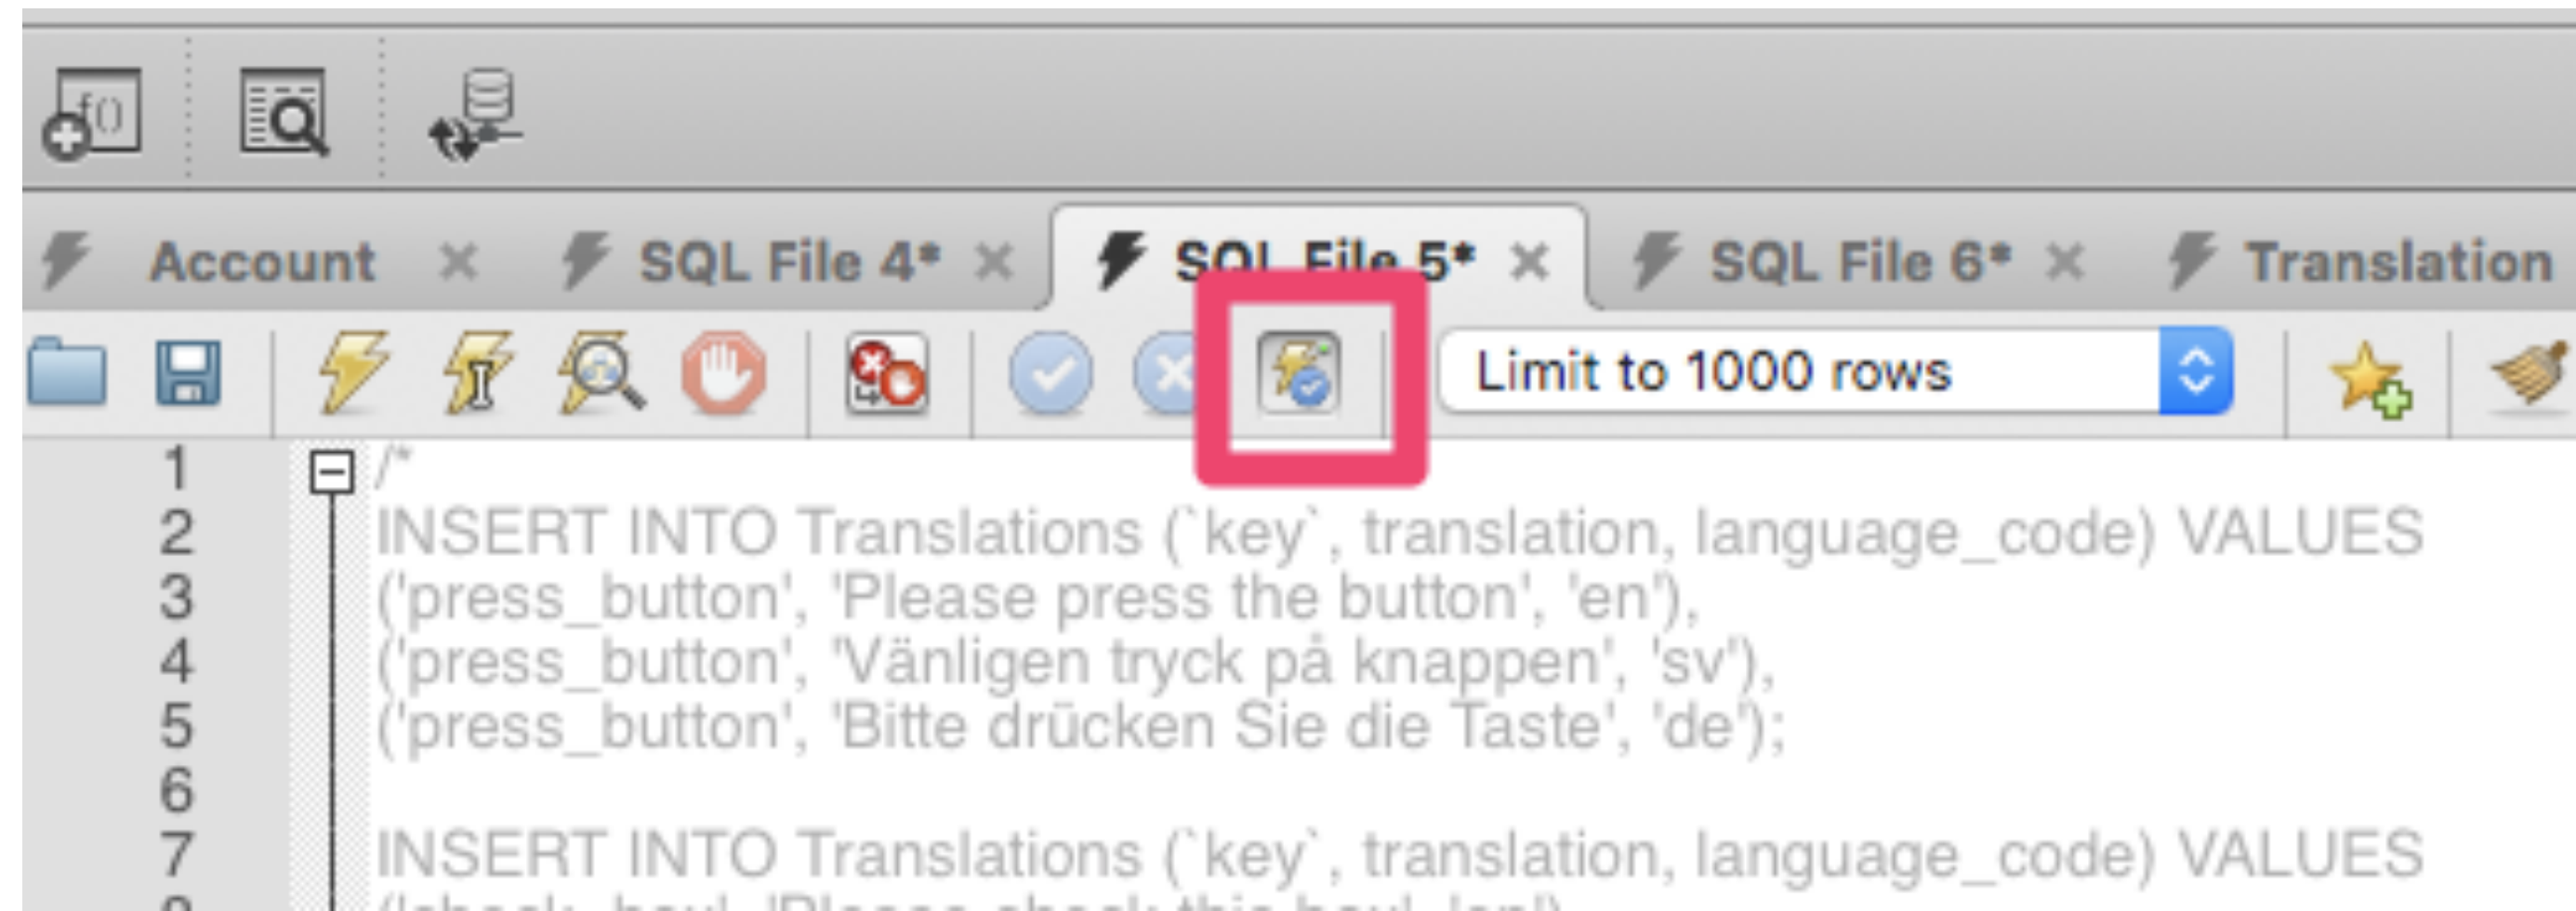 f()
Account
SQL File 4*
SQL File 5*
SQL File 6*
Translation
Limit to 1000 rows
1 /*
2 INSERT INTO Translations (`key`, translation, language_code) VALUES
3 ('press_button', 'Please press the button', 'en'),
4 ('press_button', 'Vänligen tryck på knappen', 'sv'),
5 ('press_button', 'Bitte drücken Sie die Taste', 'de');
6
7 INSERT INTO Translations (`key`, translation, language_code) VALUES